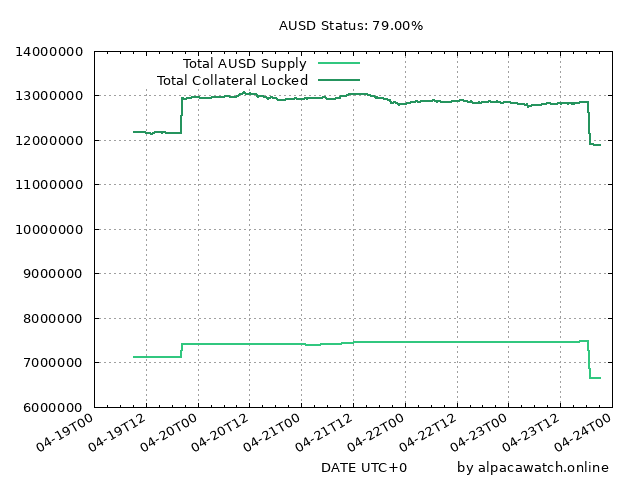 AUSD Status: 79.00%
14000000
Total AUSD Supply
Total Collateral Locked
13000000
12000000
11000000
10000000
9000000
8000000
7000000
6000000
04-19T00
04-19T12
04-20T00
04-20T12
04-21T00
04-21T12
04-22T00
04-22T12
04-23T00
04-23T12
04-24T00
DATE UTC+0
by alpacawatch.online